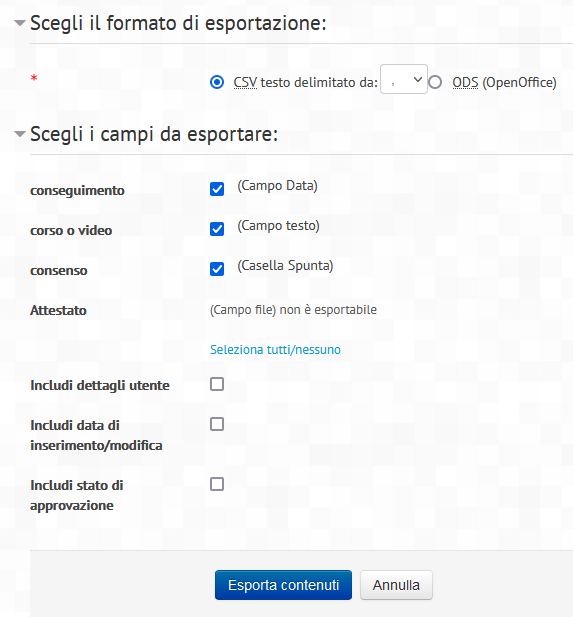 Scegli il formato di esportazione:
* CSV testo delimitato da: , ODS (OpenOffice)
Scegli i campi da esportare:
conseguimento (Campo Data)
corso o video (Campo testo)
consenso (Casella Spunta)
Attestato (Campo file) non è esportabile
Seleziona tutti/nessuno
Includi dettagli utente
Includi data di
inserimento/modifica
Includi stato di
approvazione
Esporta contenuti Annulla